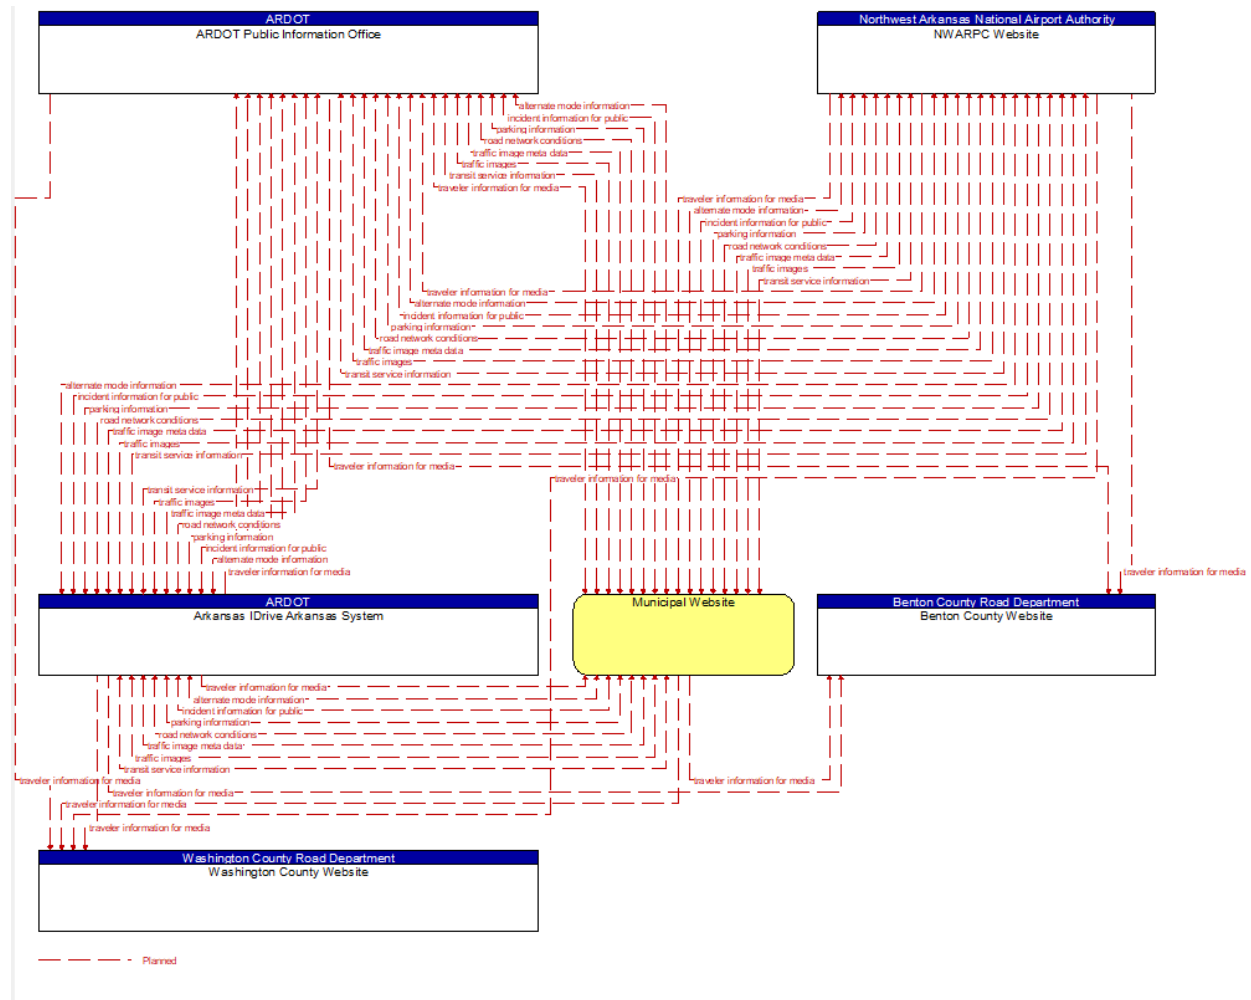 ARDOT
ARDOT Public Information Office
Northwest Arkansas National Airport Authority
NWARPC Website
alternate mode information
incident information for public
parking information
road network conditions
traffic image meta data
traffic images
transit service information
traveler information for media
traveler information for media
alternate mode information
incident information for public
parking information
road network conditions
traffic image meta data
traffic images
transit service information
traveler information for media
alternate mode information
incident information for public
parking information
road network conditions
traffic image meta data
traffic images
transit service information
alternate mode information
incident information for public
parking information
road network conditions
traffic image meta data
traffic images
transit service information
traveler information for media
traveler information for media
transit service information
traffic images
traffic image meta data
road network conditions
parking information
incident information for public
alternate mode information
traveler information for media
traveler information for media
ARDOT
Arkansas IDrive Arkansas System
Municipal Website
Benton County Road Department
Benton County Website
traveler information for media
alternate mode information
incident information for public
parking information
road network conditions
traffic image meta data
traffic images
transit service information
traveler information for media
traveler information for media
traveler information for media
traveler information for media
traveler information for media
Washington County Road Department
Washington County Website
Planned